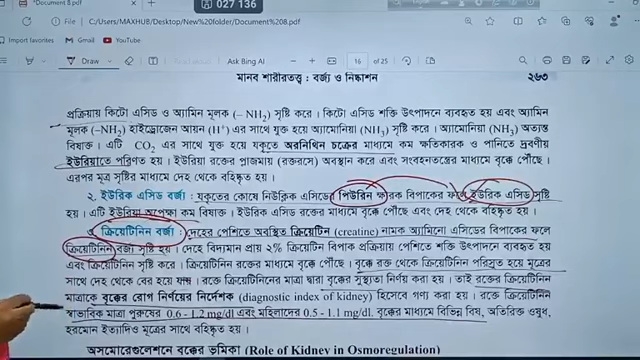 *Document 8.pdf
027 136
C:/Users/MAXHUB/Desktop/New%20folder/Document%208.pdf
Import favorites Gmail YouTube
Draw Ask Bing AI 16 of 25
মানব শারীরতত্ত্ব : বর্জ্য ও নিষ্কাশন ২৬৩
প্রক্রিয়ায় কিটো এসিড ও অ্যামিন মূলক (– NH₂) সৃষ্টি করে। কিটো এসিড শক্তি উৎপাদনে ব্যবহৃত হয় এবং অ্যামিন
মূলক (–NH₂) হাইড্রোজেন আয়ন (H⁺) এর সাথে যুক্ত হয়ে অ্যামোনিয়া (NH₃) সৃষ্টি করে। অ্যামোনিয়া (NH₃) অত্যন্ত
বিষাক্ত। এটি CO₂ এর সাথে যুক্ত হয়ে যকৃতে অরনিথিন চক্রের মাধ্যমে কম ক্ষতিকারক ও পানিতে দ্রবণীয়
ইউরিয়াতে পরিণত হয়। ইউরিয়া রক্তের প্লাজমায় (রক্তরসে) অবস্থান করে এবং সংবহনতন্ত্রের মাধ্যমে বৃক্কে পৌঁছে।
এরপর মূত্র সৃষ্টির মাধ্যমে দেহ থেকে বহিষ্কৃত হয়।
২. ইউরিক এসিড বর্জ্য : যকৃতের কোষে নিউক্লিক এসিডের পিউরিন ক্ষারক বিপাকের ফলে ইউরিক এসিড সৃষ্টি
হয়। এটি ইউরিয়া অপেক্ষা কম বিষাক্ত। ইউরিক এসিড রক্তের মাধ্যমে বৃক্কে পৌঁছে এবং দেহ থেকে বহিষ্কৃত হয়।
৩. ক্রিয়েটিনিন বর্জ্য : দেহের পেশিতে অবস্থিত ক্রিয়েটিন (creatine) নামক অ্যামিনো এসিডের বিপাকের ফলে
ক্রিয়েটিনিন বর্জ্য সৃষ্টি হয়। দেহে বিদ্যমান প্রায় ২% ক্রিয়েটিন বিপাক প্রক্রিয়ায় পেশিতে শক্তি উৎপাদনে ব্যবহৃত হয়
এবং ক্রিয়েটিনিন সৃষ্টি করে। ক্রিয়েটিনিন রক্তের মাধ্যমে বৃক্কে পৌঁছে। বৃক্ক রক্ত থেকে ক্রিয়েটিনিন পরিস্রুত হয়ে মূত্রের
সাথে দেহ থেকে বের হয়ে যায়। রক্তে ক্রিয়েটিনিনের মাত্রা দ্বারা বৃক্কের সুস্থতা নির্ণয় করা হয়। তাই রক্তের ক্রিয়েটিনিন
মাত্রাকে বৃক্কের রোগ নির্ণয়ের নির্দেশক (diagnostic index of kidney) হিসেবে গণ্য করা হয়। রক্তে ক্রিয়েটিনিন
স্বাভাবিক মাত্রা পুরুষের 0.6 - 1.2 mg/dl এবং মহিলাদের 0.5 - 1.1 mg/dl. বৃক্কের মাধ্যমে বিভিন্ন বিষ, অতিরিক্ত ওষুধ,
হরমোন ইত্যাদিও মূত্রের সাথে বহিষ্কৃত হয়।
অসমোরেগুলেশনে বৃক্কের ভূমিকা (Role of Kidney in Osmoregulation)